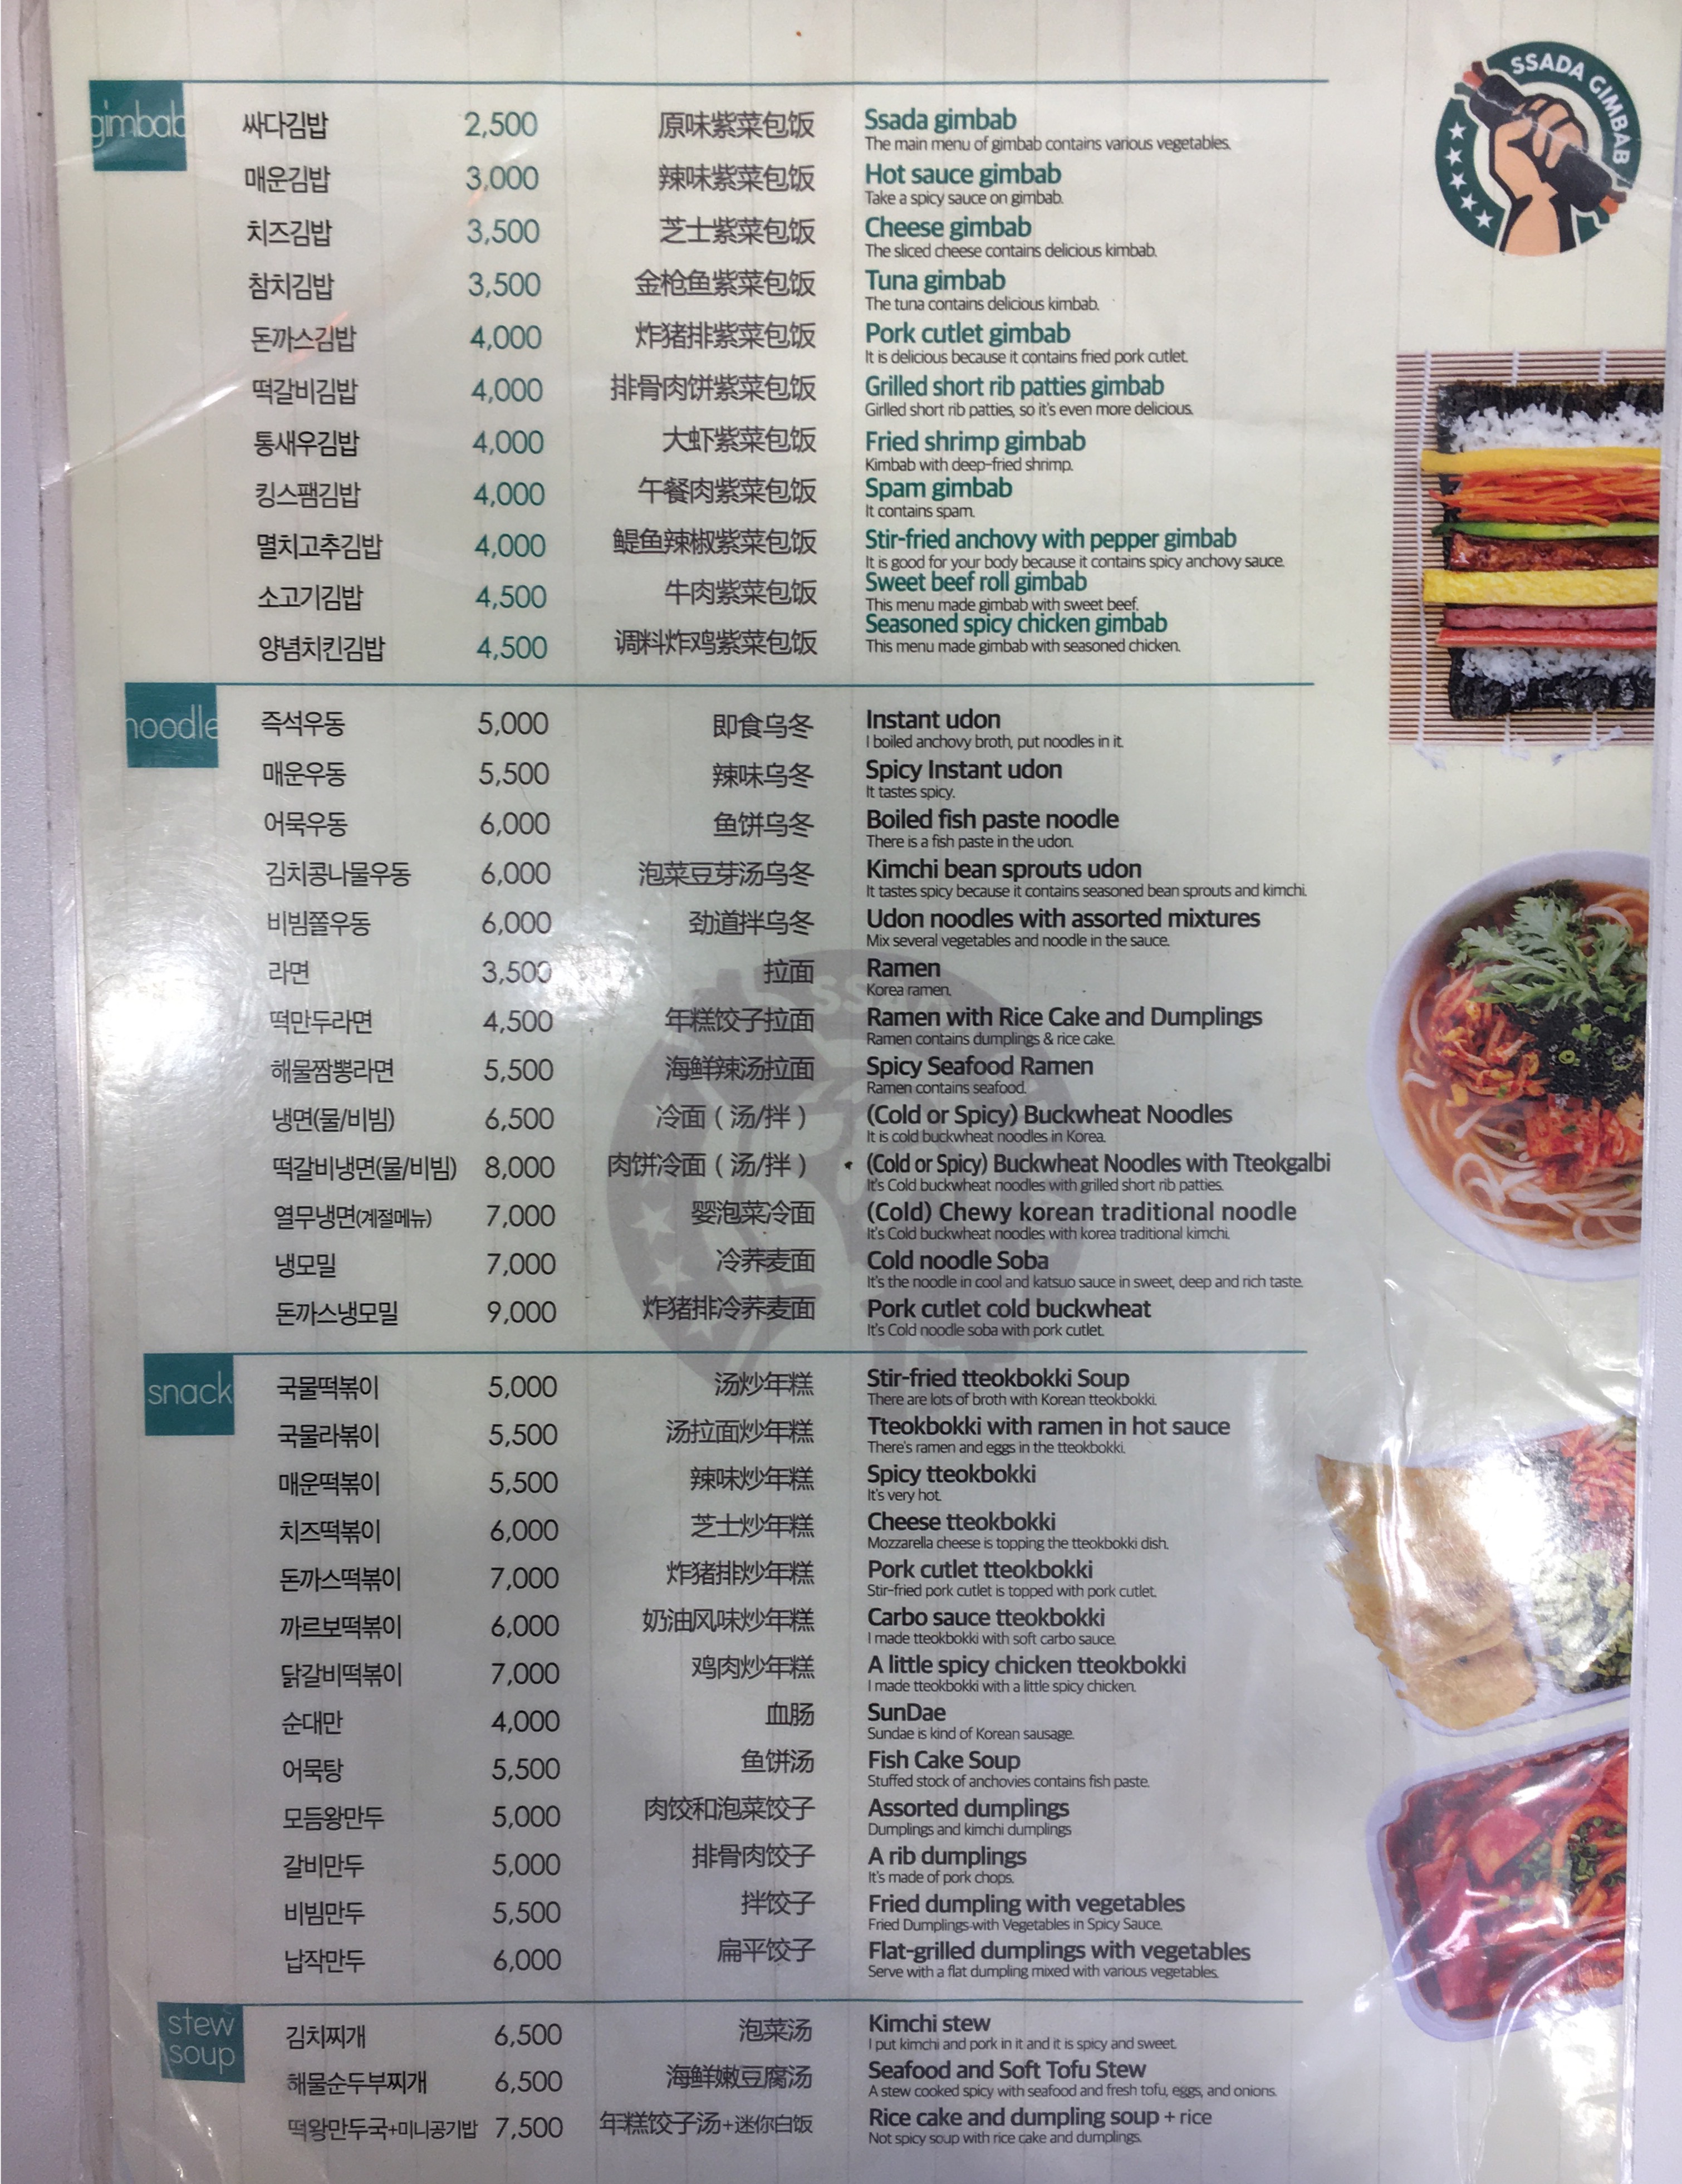 SSADA GIMBAB
gimbab
싸다김밥 2,500 原味紫菜包饭 Ssada gimbab
The main menu of gimbab contains various vegetables.
매운김밥 3,000 辣味紫菜包饭 Hot sauce gimbab
Take a spicy sauce on gimbab.
치즈김밥 3,500 芝士紫菜包饭 Cheese gimbab
The sliced cheese contains delicious kimbab.
참치김밥 3,500 金枪鱼紫菜包饭 Tuna gimbab
The tuna contains delicious kimbab.
돈까스김밥 4,000 炸猪排紫菜包饭 Pork cutlet gimbab
It is delicious because it contains fried pork cutlet.
떡갈비김밥 4,000 排骨肉饼紫菜包饭 Grilled short rib patties gimbab
Girlled short rib patties, so it's even more delicious.
통새우김밥 4,000 大虾紫菜包饭 Fried shrimp gimbab
Kimbab with deep-fried shrimp.
킹스팸김밥 4,000 午餐肉紫菜包饭 Spam gimbab
It contains spam.
멸치고추김밥 4,000 鳀鱼辣椒紫菜包饭 Stir-fried anchovy with pepper gimbab
It is good for your body because it contains spicy anchovy sauce.
소고기김밥 4,500 牛肉紫菜包饭 Sweet beef roll gimbab
This menu made gimbab with sweet beef.
양념치킨김밥 4,500 调料炸鸡紫菜包饭 Seasoned spicy chicken gimbab
This menu made gimbab with seasoned chicken.
noodle
즉석우동 5,000 即食乌冬 Instant udon
I boiled anchovy broth, put noodles in it.
매운우동 5,500 辣味乌冬 Spicy Instant udon
It tastes spicy.
어묵우동 6,000 鱼饼乌冬 Boiled fish paste noodle
There is a fish paste in the udon.
김치콩나물우동 6,000 泡菜豆芽汤乌冬 Kimchi bean sprouts udon
It tastes spicy because it contains seasoned bean sprouts and kimchi.
비빔쫄우동 6,000 劲道拌乌冬 Udon noodles with assorted mixtures
Mix several vegetables and noodle in the sauce.
라면 3,500 拉面 Ramen
Korea ramen.
떡만두라면 4,500 年糕饺子拉面 Ramen with Rice Cake and Dumplings
Ramen contains dumplings & rice cake.
해물짬뽕라면 5,500 海鲜辣汤拉面 Spicy Seafood Ramen
Ramen contains seafood.
냉면(물/비빔) 6,500 冷面（汤/拌） (Cold or Spicy) Buckwheat Noodles
It is cold buckwheat noodles in Korea.
떡갈비냉면(물/비빔) 8,000 肉饼冷面（汤/拌） (Cold or Spicy) Buckwheat Noodles with Tteokgalbi
It's Cold buckwheat noodles with grilled short rib patties.
열무냉면(계절메뉴) 7,000 婴泡菜冷面 (Cold) Chewy korean traditional noodle
It's Cold buckwheat noodles with korea traditional kimchi.
냉모밀 7,000 冷荞麦面 Cold noodle Soba
It's the noodle in cool and katsuo sauce in sweet, deep and rich taste.
돈까스냉모밀 9,000 炸猪排冷荞麦面 Pork cutlet cold buckwheat
It's Cold noodle soba with pork cutlet.
snack
국물떡볶이 5,000 汤炒年糕 Stir-fried tteokbokki Soup
There are lots of broth with Korean tteokbokki.
국물라볶이 5,500 汤拉面炒年糕 Tteokbokki with ramen in hot sauce
There's ramen and eggs in the tteokbokki.
매운떡볶이 5,500 辣味炒年糕 Spicy tteokbokki
It's very hot.
치즈떡볶이 6,000 芝士炒年糕 Cheese tteokbokki
Mozzarella cheese is topping the tteokbokki dish.
돈까스떡볶이 7,000 炸猪排炒年糕 Pork cutlet tteokbokki
Stir-fried pork cutlet is topped with pork cutlet.
까르보떡볶이 6,000 奶油风味炒年糕 Carbo sauce tteokbokki
I made tteokbokki with soft carbo sauce.
닭갈비떡볶이 7,000 鸡肉炒年糕 A little spicy chicken tteokbokki
I made tteokbokki with a little spicy chicken.
순대만 4,000 血肠 SunDae
Sundae is kind of Korean sausage.
어묵탕 5,500 鱼饼汤 Fish Cake Soup
Stuffed stock of anchovies contains fish paste.
모듬왕만두 5,000 肉饺和泡菜饺子 Assorted dumplings
Dumplings and kimchi dumplings
갈비만두 5,000 排骨肉饺子 A rib dumplings
It's made of pork chops.
비빔만두 5,500 拌饺子 Fried dumpling with vegetables
Fried Dumplings with Vegetables in Spicy Sauce.
납작만두 6,000 扁平饺子 Flat-grilled dumplings with vegetables
Serve with a flat dumpling mixed with various vegetables.
stew
soup
김치찌개 6,500 泡菜汤 Kimchi stew
I put kimchi and pork in it and it is spicy and sweet.
해물순두부찌개 6,500 海鲜嫩豆腐汤 Seafood and Soft Tofu Stew
A stew cooked spicy with seafood and fresh tofu, eggs, and onions.
떡왕만두국+미니공기밥 7,500 年糕饺子汤+迷你白饭 Rice cake and dumpling soup + rice
Not spicy soup with rice cake and dumplings.